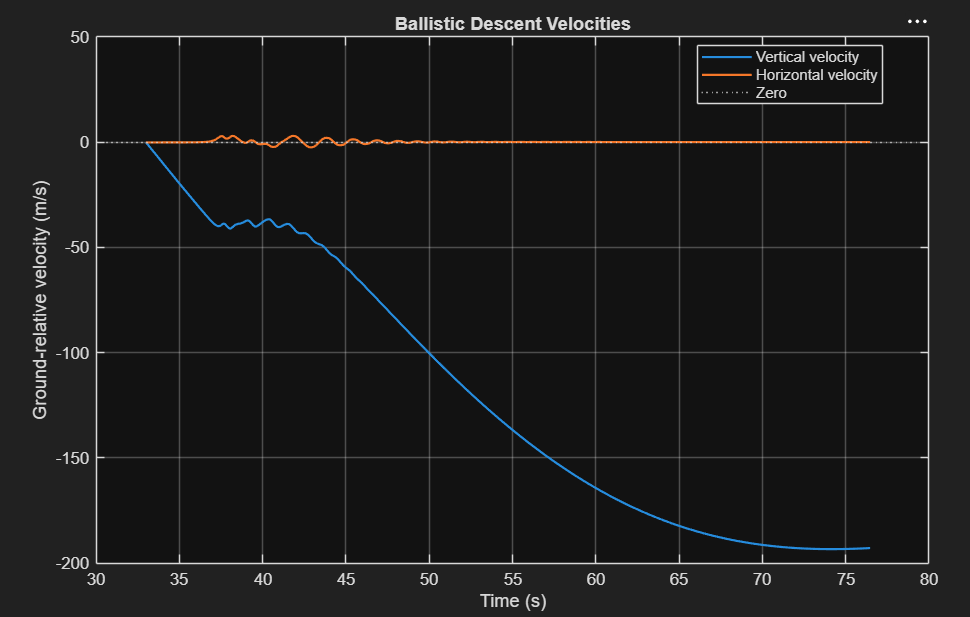 Ballistic Descent Velocities
Vertical velocity
Horizontal velocity
Zero
Ground-relative velocity (m/s)
50
0
-50
-100
-150
-200
30 35 40 45 50 55 60 65 70 75 80
Time (s)